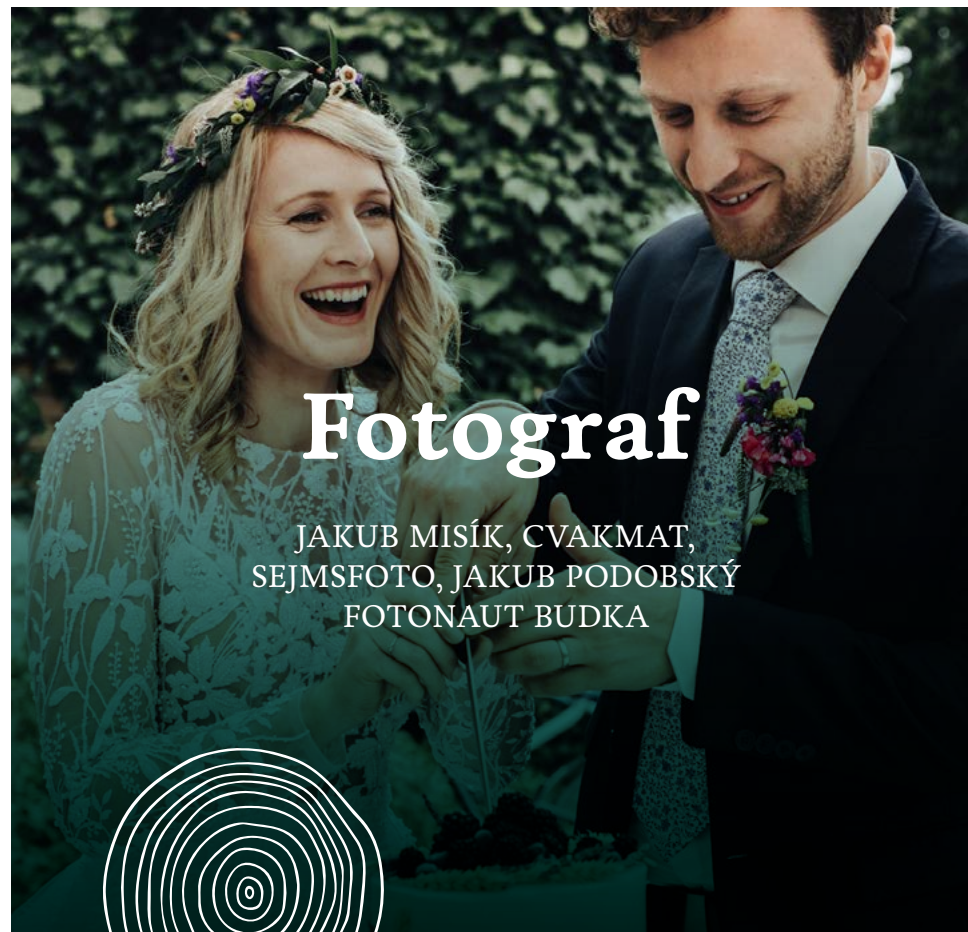 Fotograf
JAKUB MISÍK, CVAKMAT,
SEJMSFOTO, JAKUB PODOBSKÝ
FOTONAUT BUDKA